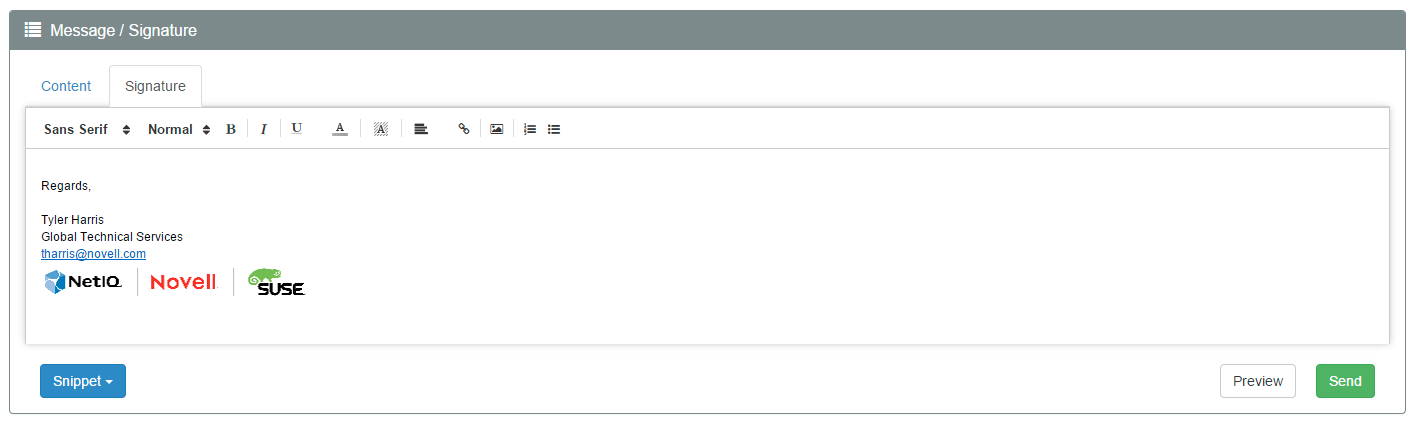 Message / Signature
Content Signature
Sans Serif Normal B I U A A
Regards,
Tyler Harris
Global Technical Services
tharris@novell.com
NetIQ Novell SUSE
Snippet Preview Send